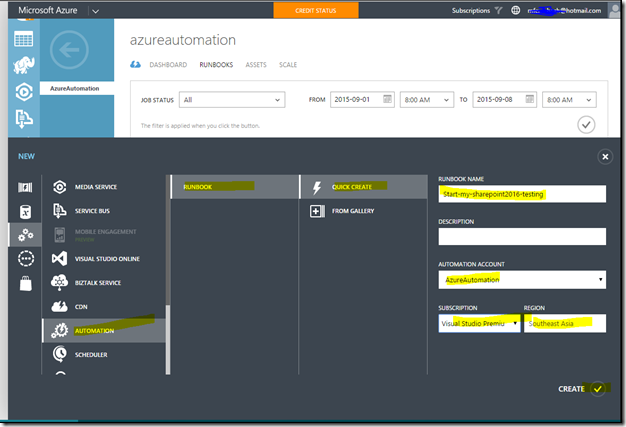 Microsoft Azure
CREDIT STATUS
Subscriptions
@hotmail.com
azureautomation
DASHBOARD
RUNBOOKS
ASSETS
SCALE
AzureAutomation
JOB STATUS
All
FROM
2015-09-01
8:00 AM
TO
2015-09-08
8:00 AM
The filter is applied when you click the button.
NEW
MEDIA SERVICE
SERVICE BUS
MOBILE ENGAGEMENT
VISUAL STUDIO ONLINE
BIZTALK SERVICE
CDN
AUTOMATION
SCHEDULER
RUNBOOK
QUICK CREATE
FROM GALLERY
RUNBOOK NAME
Start-my-sharepoint2016-testing
DESCRIPTION
AUTOMATION ACCOUNT
AzureAutomation
SUBSCRIPTION
REGION
Visual Studio Premiu
Southeast Asia
CREATE